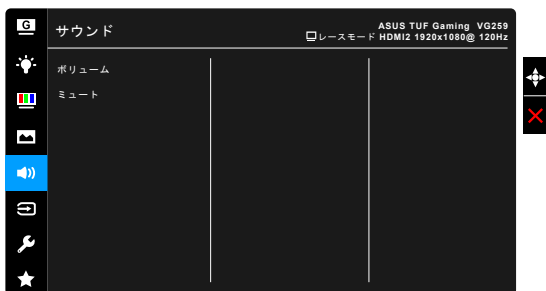 G
サウンド
ASUS TUF Gaming VG259
レースモード HDMI2 1920x1080@ 120Hz
ボリューム
ミュート